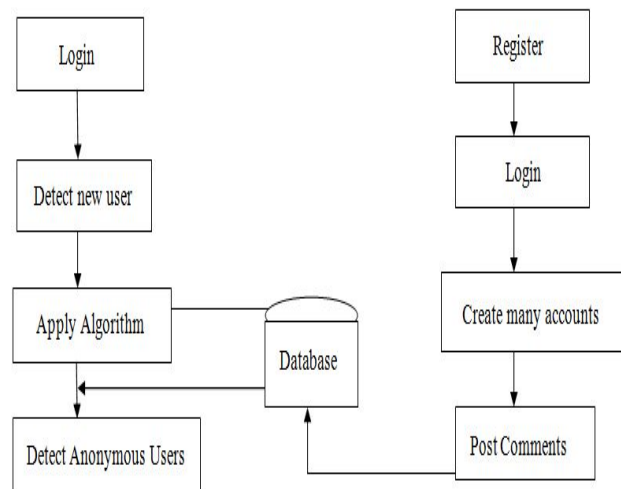 Login
Detect new user
Apply Algorithm
Detect Anonymous Users
Database
Register
Login
Create many accounts
Post Comments